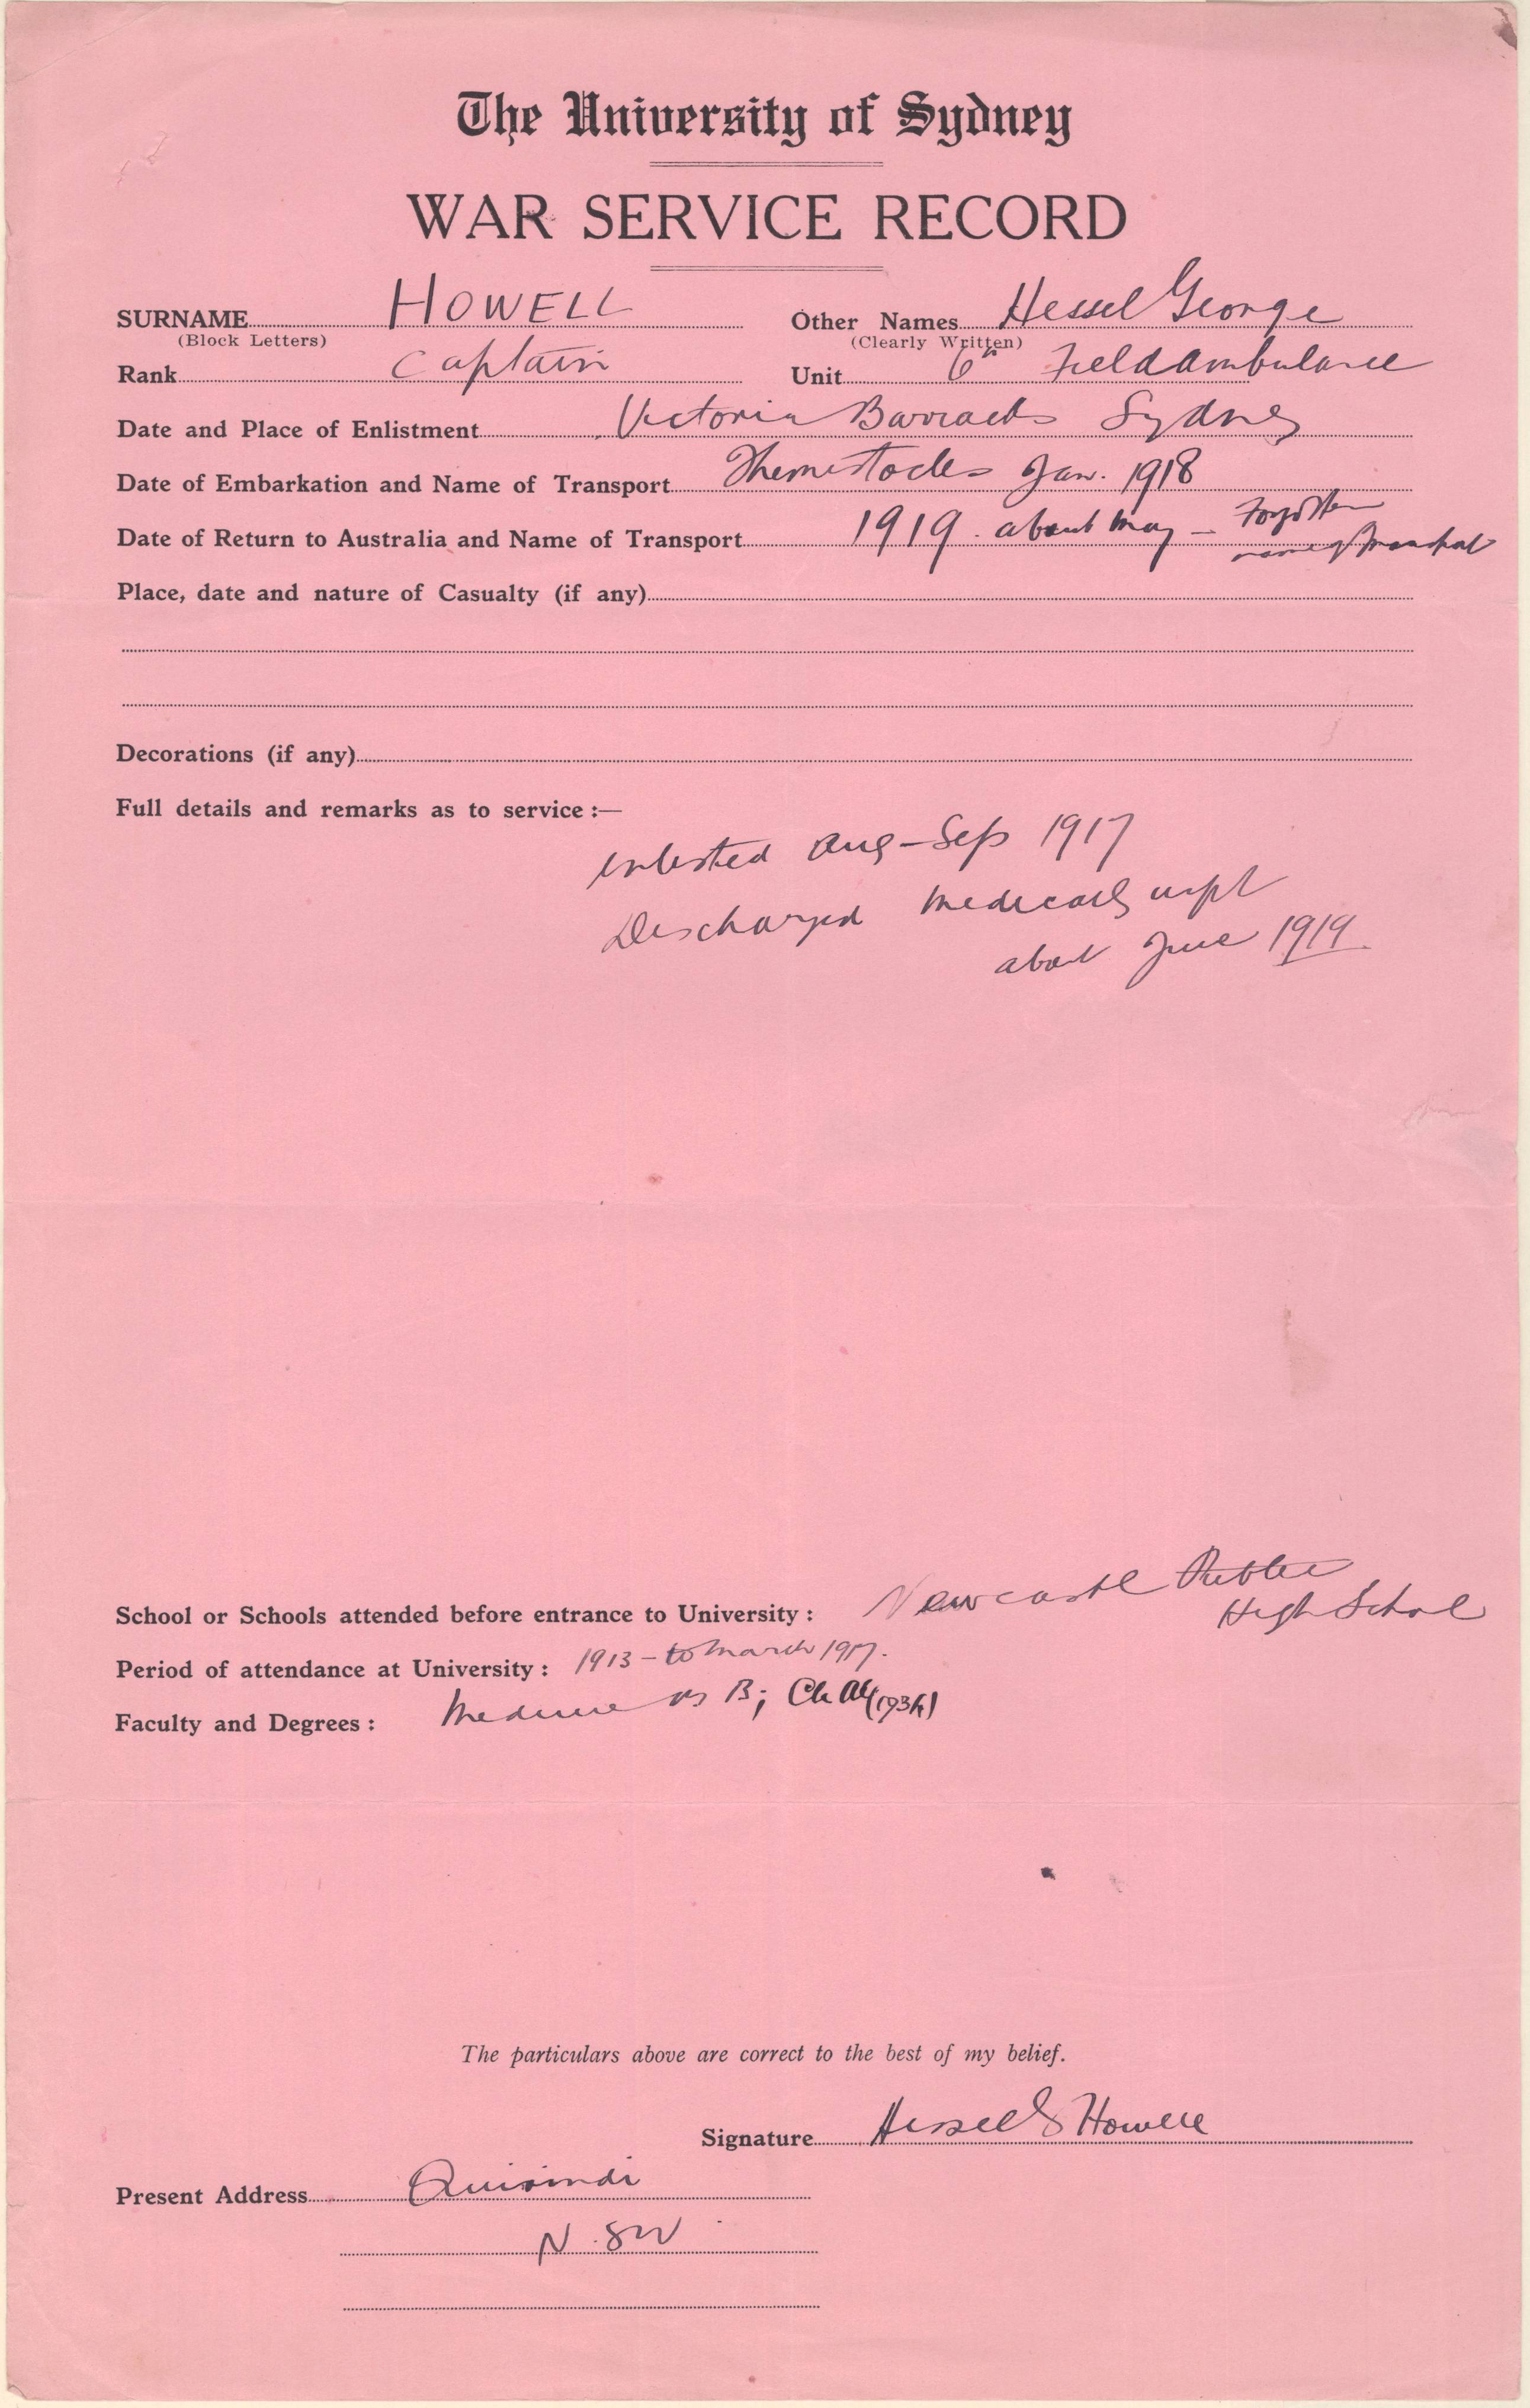 The University of Sydney
WAR SERVICE RECORD
SURNAME HOWELL Other Names Hessel George
(Block Letters) (Clearly Written)
Rank Captain Unit 6th Field Ambulance
Date and Place of Enlistment Victoria Barracks Sydney
Date of Embarkation and Name of Transport Themistocles Jan. 1918
Date of Return to Australia and Name of Transport 1919. about May – Forgotten
name of
Place, date and nature of Casualty (if any)
Decorations (if any)
Full details and remarks as to service :—
enlisted Aug – Sep 1917
Discharged medically unfit
about June 1919
School or Schools attended before entrance to University : Newcastle Public
High School
Period of attendance at University : 1913 – to March 1917.
Faculty and Degrees : Medicine M B; Ch M
The particulars above are correct to the best of my belief.
Signature Hessel G Howell
Present Address Quirindi
N.SW